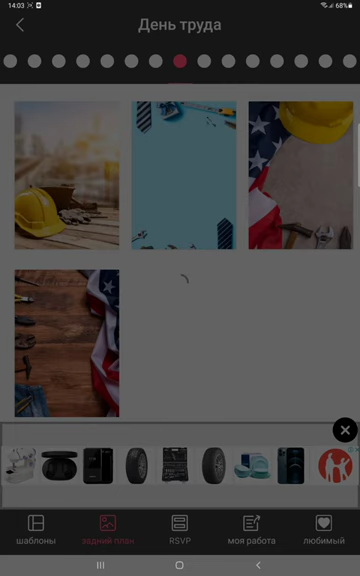 14:03
68%
День труда
шаблоны
задний план
RSVP
моя работа
любимый